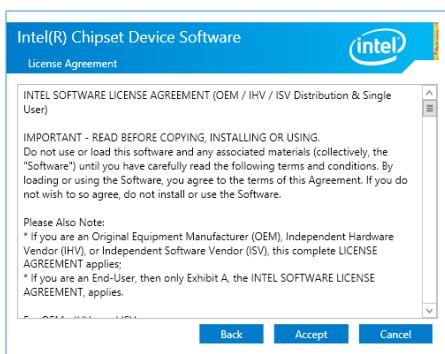 Intel(R) Chipset Device Software
License Agreement
intel
INTEL SOFTWARE LICENSE AGREEMENT (OEM / IHV / ISV Distribution & Single
User)
IMPORTANT - READ BEFORE COPYING, INSTALLING OR USING.
Do not use or load this software and any associated materials (collectively, the
"Software") until you have carefully read the following terms and conditions. By
loading or using the Software, you agree to the terms of this Agreement. If you do
not wish to so agree, do not install or use the Software.
Please Also Note:
* If you are an Original Equipment Manufacturer (OEM), Independent Hardware
Vendor (IHV), or Independent Software Vendor (ISV), this complete LICENSE
AGREEMENT applies;
* If you are an End-User, then only Exhibit A, the INTEL SOFTWARE LICENSE
AGREEMENT, applies.
Back Accept Cancel